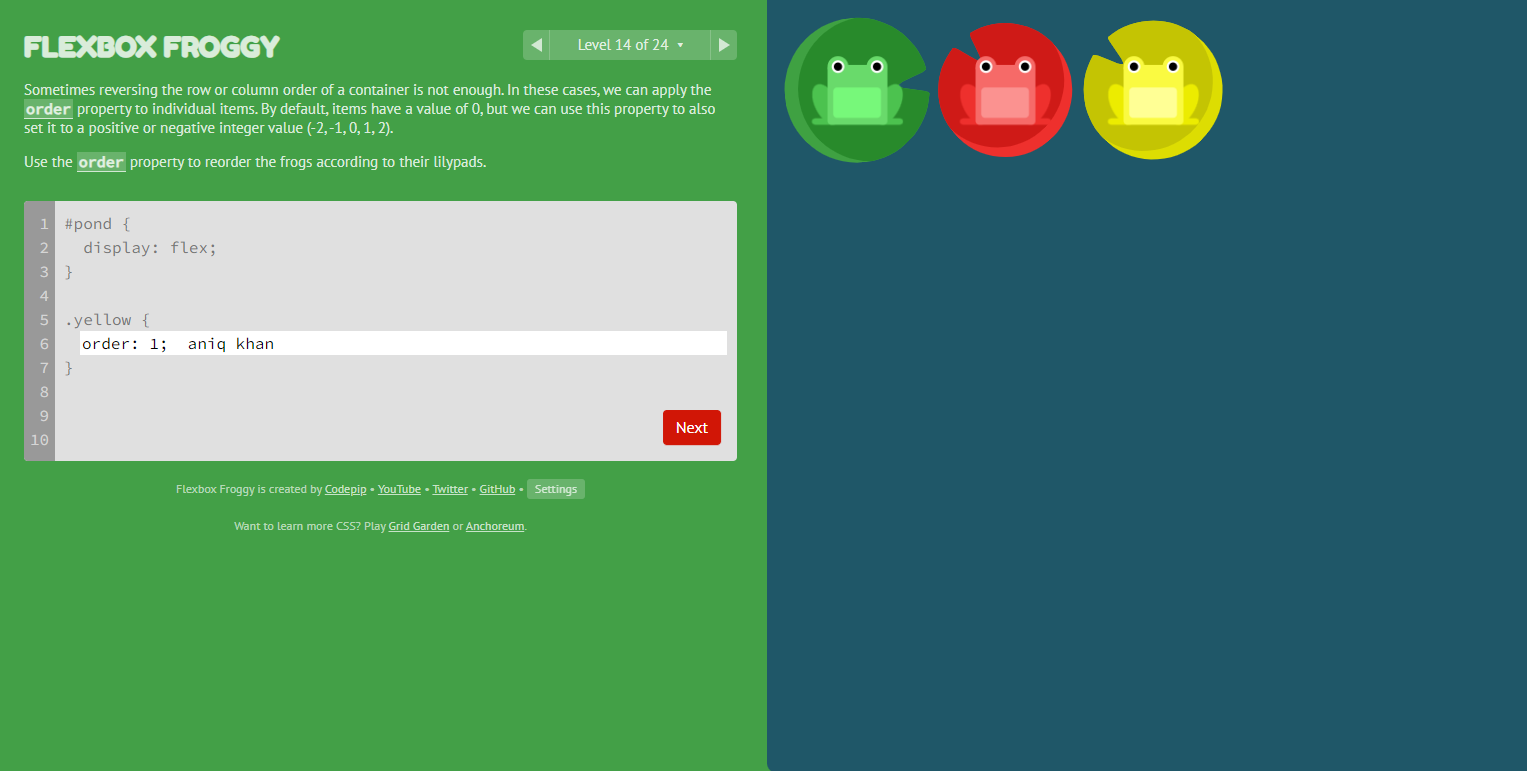 FLEXBOX FROGGY
Level 14 of 24 ▾
Sometimes reversing the row or column order of a container is not enough. In these cases, we can apply the
order property to individual items. By default, items have a value of 0, but we can use this property to also
set it to a positive or negative integer value (-2, -1, 0, 1, 2).
Use the order property to reorder the frogs according to their lilypads.
1 #pond {
2 display: flex;
3 }
4
5 .yellow {
6 order: 1;  aniq khan
7 }
8
9
10
Next
Flexbox Froggy is created by Codepip • YouTube • Twitter • GitHub • Settings
Want to learn more CSS? Play Grid Garden or Anchoreum.